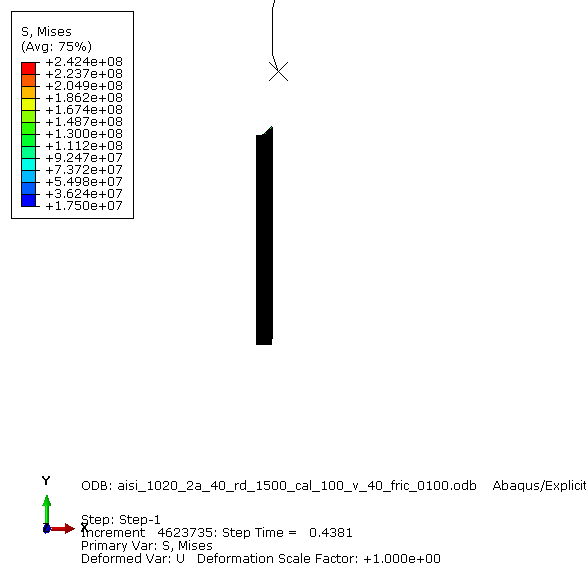 S, Mises
(Avg: 75%)
+2.424e+08
+2.237e+08
+2.049e+08
+1.862e+08
+1.674e+08
+1.487e+08
+1.300e+08
+1.112e+08
+9.247e+07
+7.372e+07
+5.498e+07
+3.624e+07
+1.750e+07
Y
X
ODB: aisi_1020_2a_40_rd_1500_cal_100_v_40_fric_0100.odb Abaqus/Explicit
Step: Step-1
Increment 4623735: Step Time = 0.4381
Primary Var: S, Mises
Deformed Var: U Deformation Scale Factor: +1.000e+00